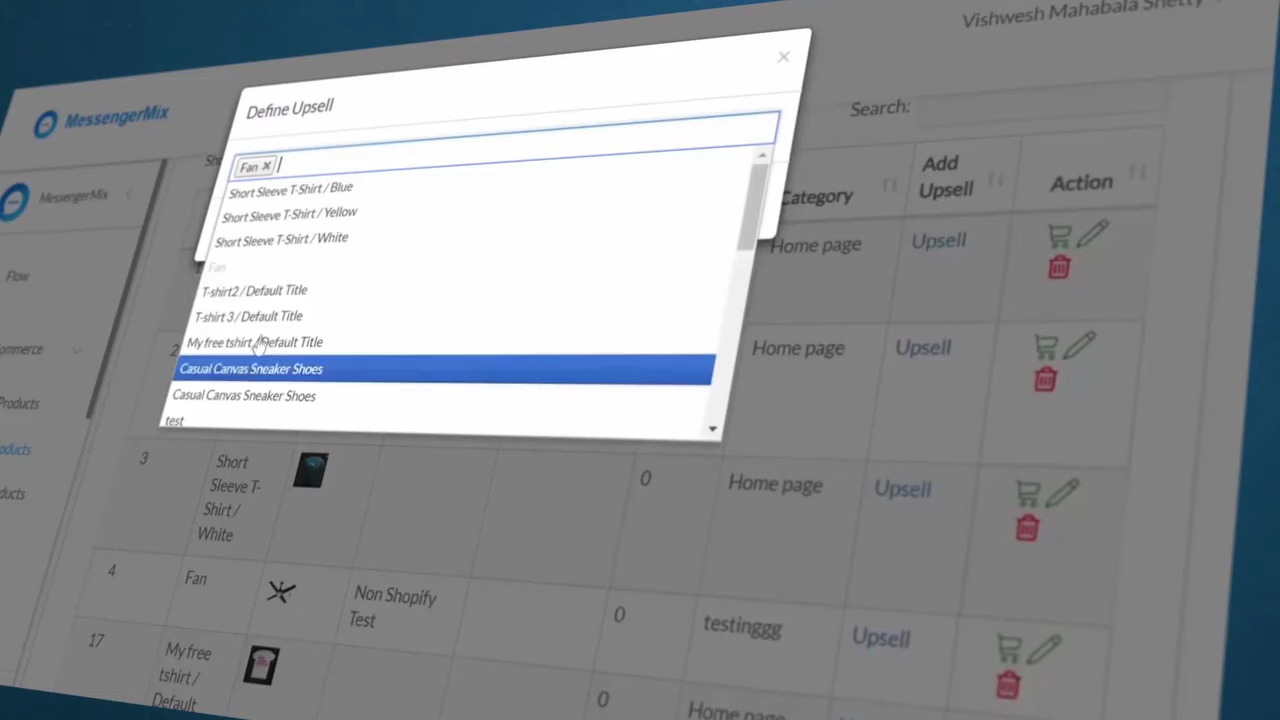 Vishwesh Mahabala Shetty
MessengerMix
Define Upsell
×
Search:
Fan ×
MessengerMix
Category
Add
Upsell
Action
Short Sleeve T-Shirt / Blue
Short Sleeve T-Shirt / Yellow
Short Sleeve T-Shirt / White
Fan
T-shirt2 / Default Title
T-shirt 3 / Default Title
My free tshirt / Default Title
Casual Canvas Sneaker Shoes
Casual Canvas Sneaker Shoes
test
Home page
Upsell
Flow
2
Home page
Upsell
Products
3
Short
Sleeve T-
Shirt /
White
0
Home page
Upsell
4
Fan
Non Shopify
Test
0
testinggg
Upsell
17
My free
tshirt /
Default
0
Home page